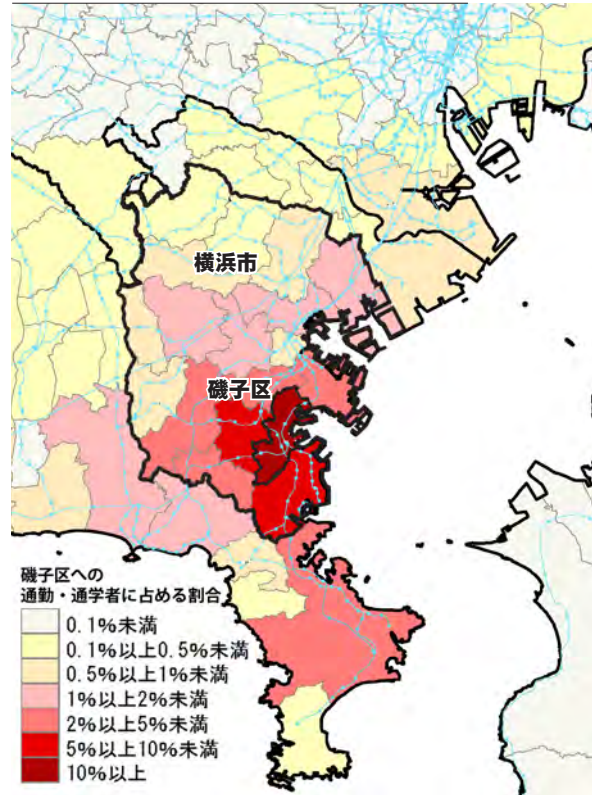 横浜市
磯子区
磯子区への
通勤・通学者に占める割合
0.1%未満
0.1%以上0.5%未満
0.5%以上1%未満
1%以上2%未満
2%以上5%未満
5%以上10%未満
10%以上